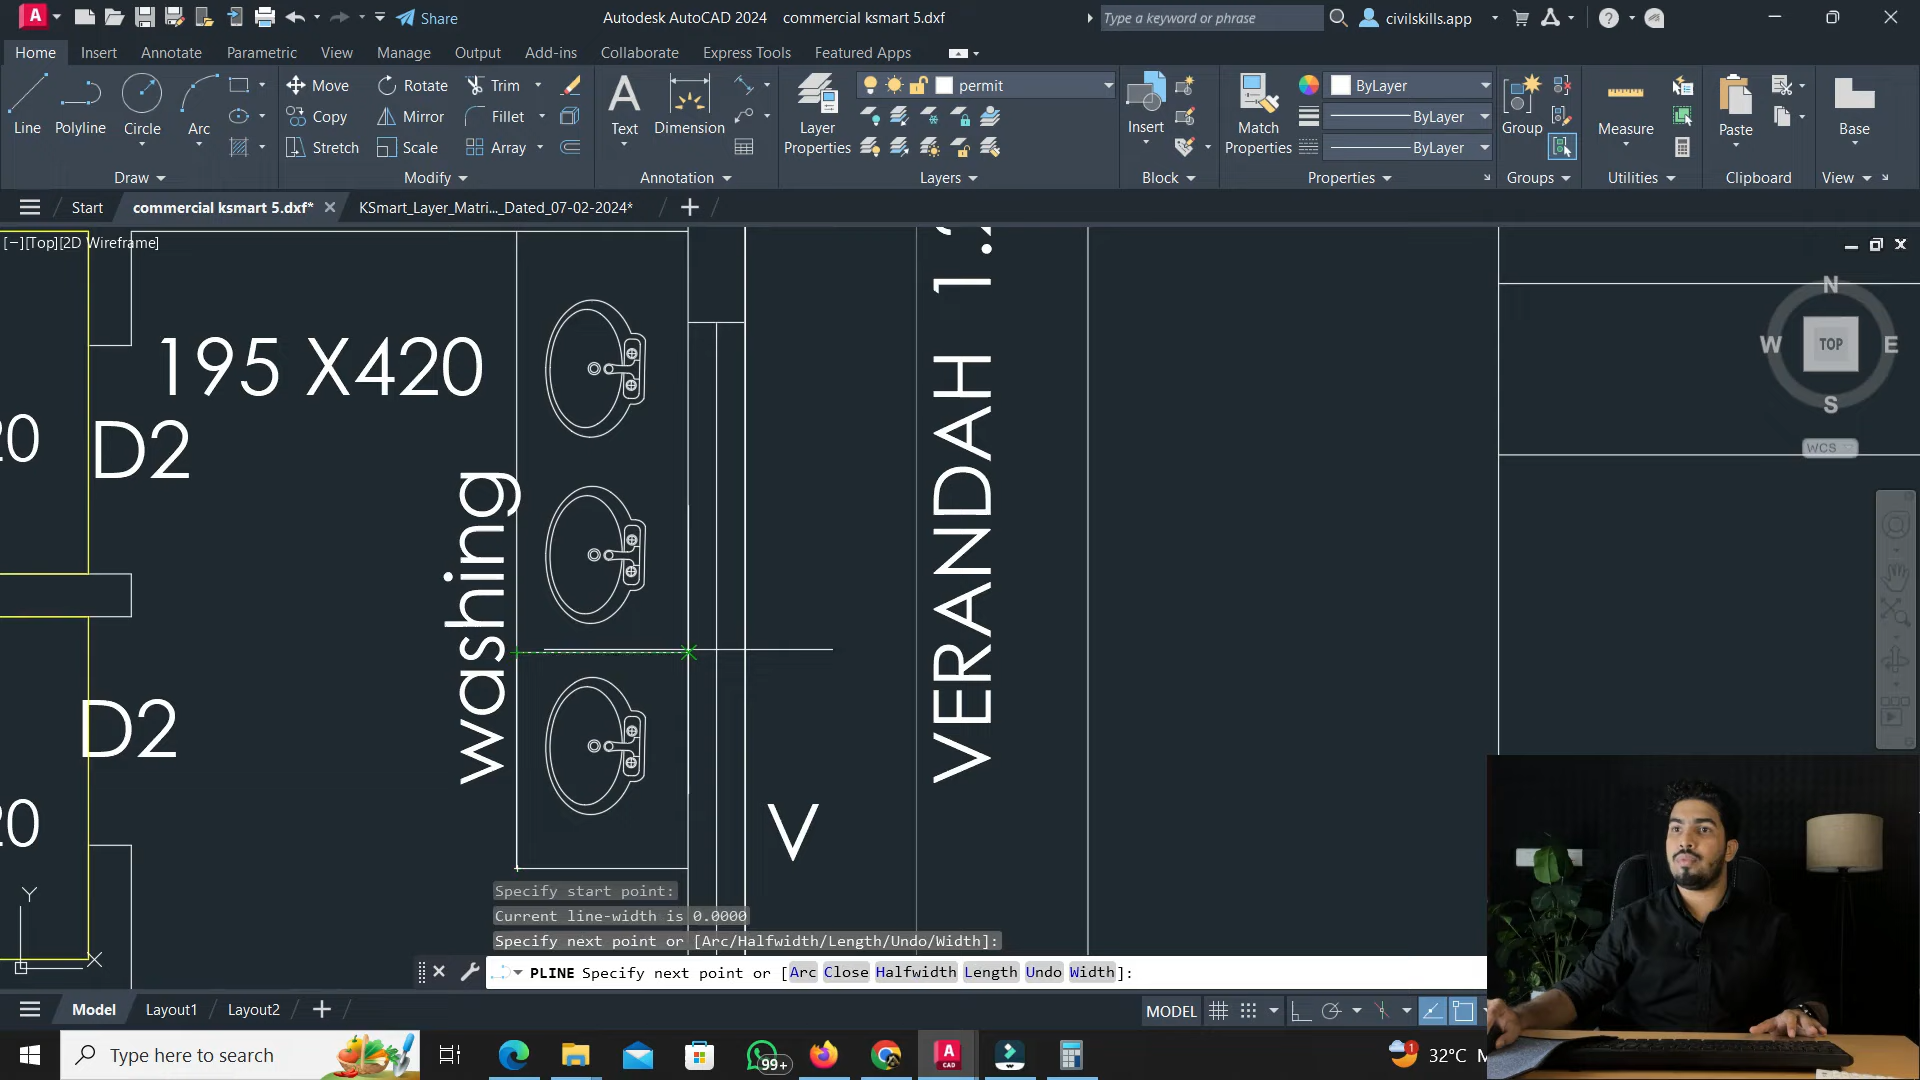 Share
Autodesk AutoCAD 2024 commercial ksmart 5.dxf
Type a keyword or phrase
civilskills.app
Home Insert Annotate Parametric View Manage Output Add-ins Collaborate Express Tools Featured Apps
Line Polyline Circle Arc
Move Rotate Trim
Copy Mirror Fillet
Stretch Scale Array
Text Dimension
Layer Properties
permit
Insert
Match Properties
ByLayer
ByLayer
ByLayer
Group Measure Paste Base
Draw Modify Annotation Layers Block Properties Groups Utilities Clipboard View
Start commercial ksmart 5.dxf* KSmart_Layer_Matri..._Dated_07-02-2024*
[−][Top][2D Wireframe]
N
W TOP E
S
WCS
195 X420
20 D2
washing
VERANDAH 1.
D2
20
V
Y
X
Specify start point:
Current line-width is 0.0000
Specify next point or [Arc/Halfwidth/Length/Undo/Width]:
PLINE Specify next point or [Arc Close Halfwidth Length Undo Width]:
Model Layout1 Layout2
MODEL
Type here to search
99+
A CAD
1
32°C